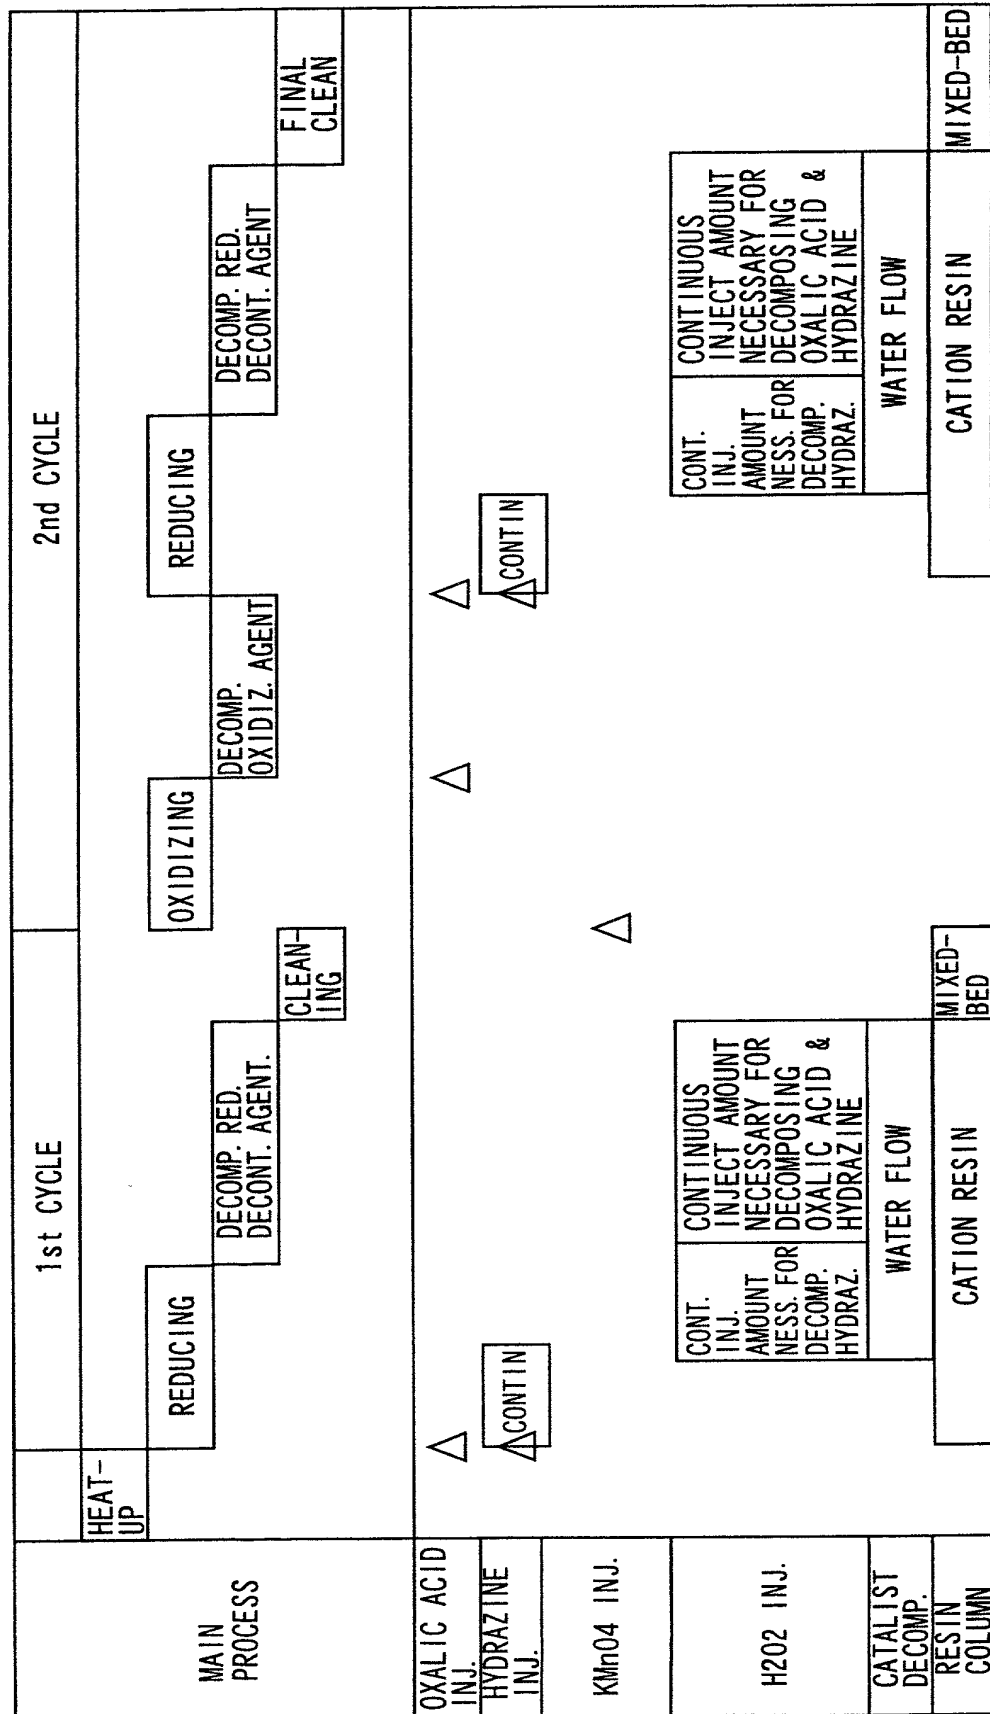 1st CYCLE
2nd CYCLE
MAIN
PROCESS
HEAT-
UP
REDUCING
DECOMP. RED.
DECONT. AGENT.
CLEAN-
ING
OXIDIZING
DECOMP.
OXIDIZ. AGENT
REDUCING
DECOMP. RED.
DECONT. AGENT
FINAL
CLEAN
OXALIC ACID
INJ.
HYDRAZINE
INJ.
CONTIN
CONTIN
KMnO4 INJ.
H2O2 INJ.
CONT.
INJ.
AMOUNT
NESS. FOR
DECOMP.
HYDRAZ.
CONTINUOUS
INJECT AMOUNT
NECESSARY FOR
DECOMPOSING
OXALIC ACID &
HYDRAZINE
CONT.
INJ.
AMOUNT
NESS. FOR
DECOMP.
HYDRAZ.
CONTINUOUS
INJECT AMOUNT
NECESSARY FOR
DECOMPOSING
OXALIC ACID &
HYDRAZINE
CATALIST
DECOMP.
WATER FLOW
WATER FLOW
RESIN
COLUMN
CATION RESIN
MIXED-
BED
CATION RESIN
MIXED-BED